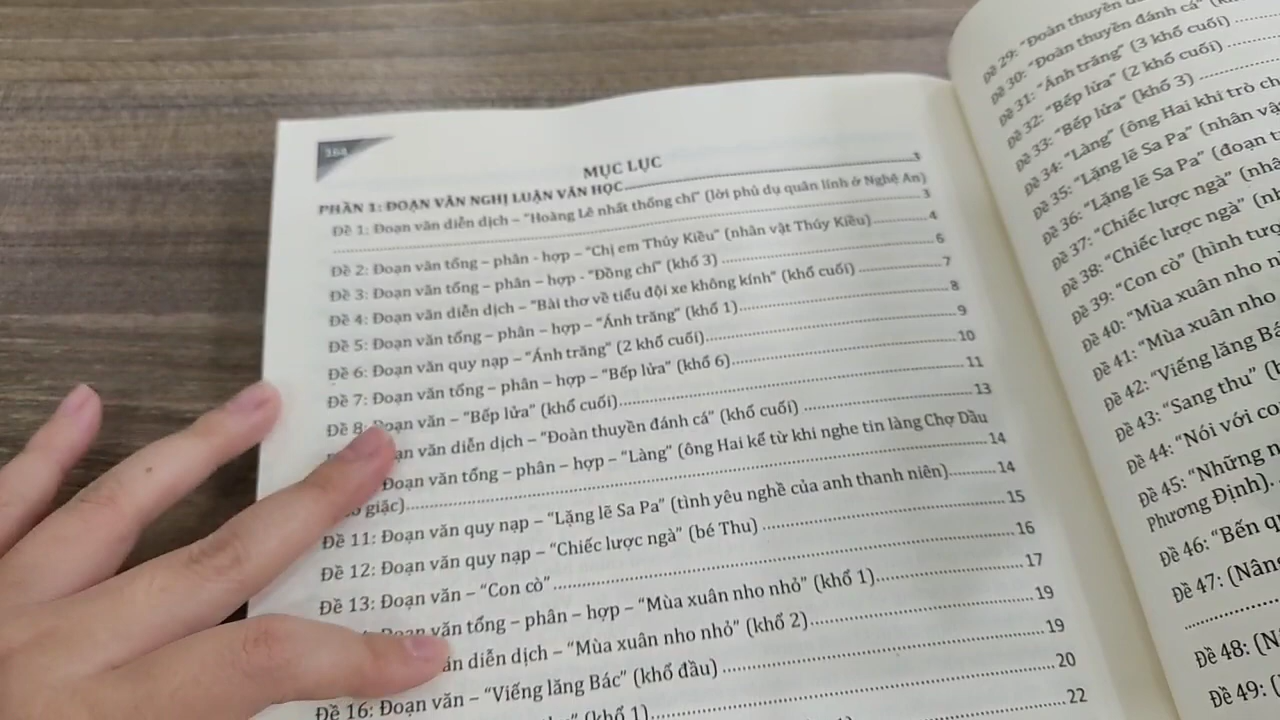 164
MỤC LỤC
PHẦN 1: ĐOẠN VĂN NGHỊ LUẬN VĂN HỌC 3
Đề 1: Đoạn văn diễn dịch – "Hoàng Lê nhất thống chí" (lời phủ dụ quân lính ở Nghệ An)
3
Đề 2: Đoạn văn tổng – phân - hợp – "Chị em Thúy Kiều" (nhân vật Thúy Kiều) 4
Đề 3: Đoạn văn tổng – phân – hợp - "Đồng chí" (khổ 3) 6
Đề 4: Đoạn văn diễn dịch – "Bài thơ về tiểu đội xe không kính" (khổ cuối) 7
Đề 5: Đoạn văn tổng – phân – hợp – "Ánh trăng" (khổ 1) 8
Đề 6: Đoạn văn quy nạp – "Ánh trăng" (2 khổ cuối) 9
Đề 7: Đoạn văn tổng – phân – hợp – "Bếp lửa" (khổ 6) 10
Đề 8: Đoạn văn – "Bếp lửa" (khổ cuối) 11
văn diễn dịch – "Đoàn thuyền đánh cá" (khổ cuối) 13
Đoạn văn tổng – phân – hợp – "Làng" (ông Hai kể từ khi nghe tin làng Chợ Dầu
giặc) 14
Đề 11: Đoạn văn quy nạp – "Lặng lẽ Sa Pa" (tình yêu nghề của anh thanh niên) 14
Đề 12: Đoạn văn quy nạp – "Chiếc lược ngà" (bé Thu) 15
Đề 13: Đoạn văn – "Con cò" 16
Đoạn văn tổng – phân – hợp – "Mùa xuân nho nhỏ" (khổ 1) 17
diễn dịch – "Mùa xuân nho nhỏ" (khổ 2) 19
Đề 16: Đoạn văn – "Viếng lăng Bác" (khổ đầu) 19
(khổ 1) 20
22
Đề 29: "Đoàn thuyền
Đề 30: "Đoàn thuyền đánh cá"
Đề 31: "Ánh trăng" (3 khổ cuối)
Đề 32: "Bếp lửa" (2 khổ cuối)
Đề 33: "Bếp lửa" (khổ 3)
Đề 34: "Làng" (ông Hai khi trò
Đề 35: "Lặng lẽ Sa Pa" (nhân
Đề 36: "Lặng lẽ Sa Pa" (đoạn
Đề 37: "Chiếc lược ngà"
Đề 38: "Chiếc lược ngà"
Đề 39: "Con cò" (hình
Đề 40: "Mùa xuân nho
Đề 41: "Mùa xuân nho
Đề 42: "Viếng lăng
Đề 43: "Sang thu"
Đề 44: "Nói với
Đề 45: "Những
Phương Định).
Đề 46: "Bến
Đề 47:
Đề 48:
Đề 49: